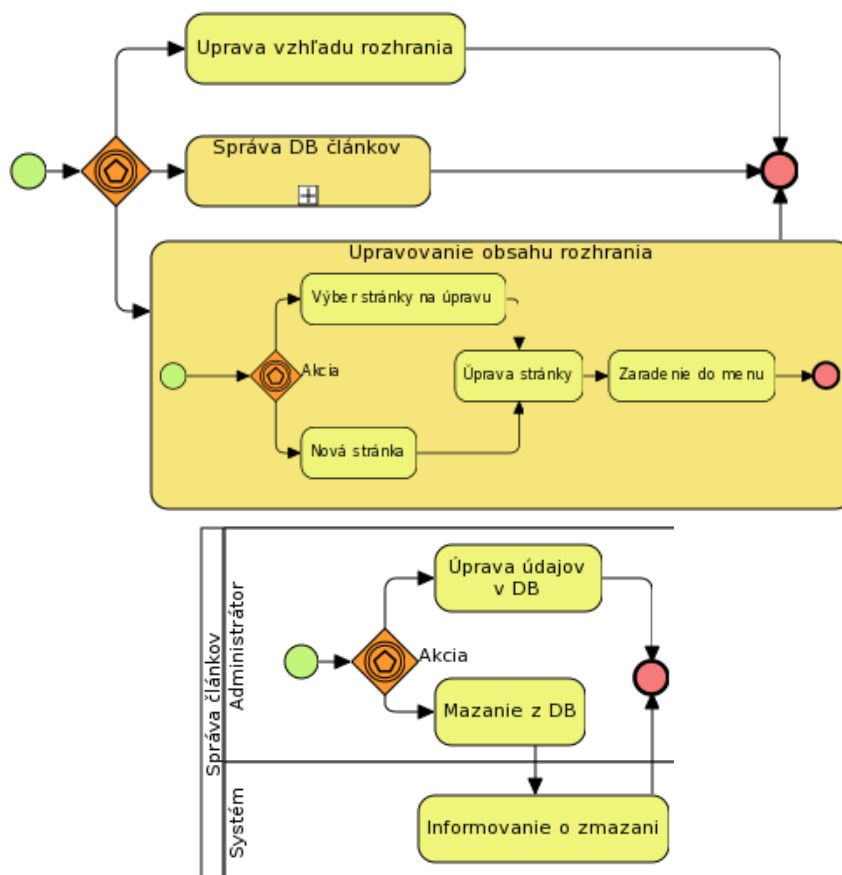 Uprava vzhľadu rozhrania
Správa DB článkov
Upravovanie obsahu rozhrania
Výber stránky na úpravu
Akcia
Úprava stránky
Zaradenie do menu
Nová stránka
Správa článkov
Administrátor
Úprava údajov
v DB
Akcia
Mazanie z DB
Systém
Informovanie o zmazani